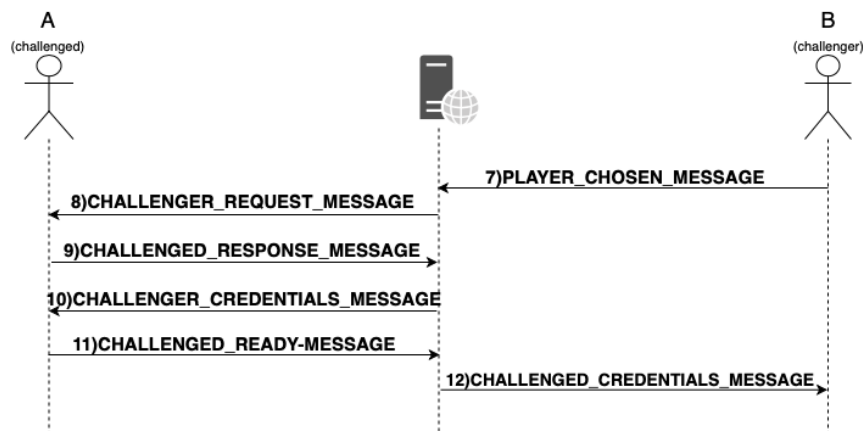 A
(challenged)
B
(challenger)
7)PLAYER_CHOSEN_MESSAGE
8)CHALLENGER_REQUEST_MESSAGE
9)CHALLENGED_RESPONSE_MESSAGE
10)CHALLENGER_CREDENTIALS_MESSAGE
11)CHALLENGED_READY-MESSAGE
12)CHALLENGED_CREDENTIALS_MESSAGE